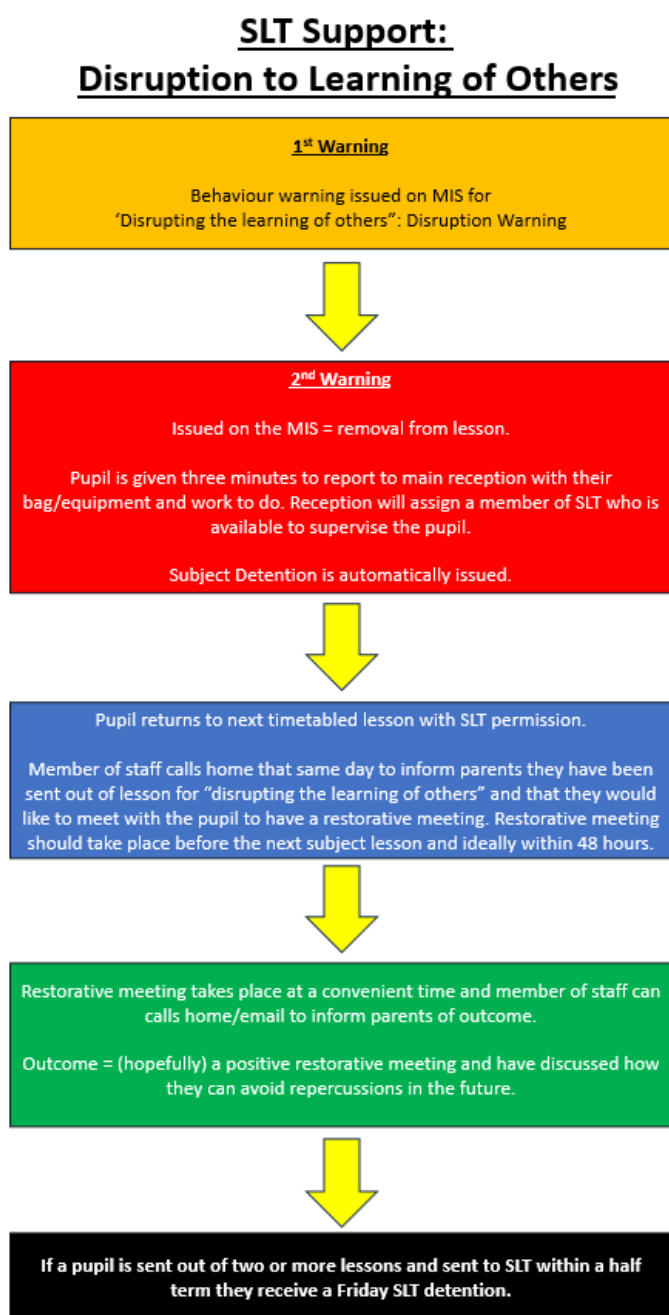 SLT Support:
Disruption to Learning of Others
1st Warning
Behaviour warning issued on MIS for
‘Disrupting the learning of others”: Disruption Warning
2nd Warning
Issued on the MIS = removal from lesson.
Pupil is given three minutes to report to main reception with their
bag/equipment and work to do. Reception will assign a member of SLT who is
available to supervise the pupil.
Subject Detention is automatically issued.
Pupil returns to next timetabled lesson with SLT permission.
Member of staff calls home that same day to inform parents they have been
sent out of lesson for “disrupting the learning of others” and that they would
like to meet with the pupil to have a restorative meeting. Restorative meeting
should take place before the next subject lesson and ideally within 48 hours.
Restorative meeting takes place at a convenient time and member of staff can
calls home/email to inform parents of outcome.
Outcome = (hopefully) a positive restorative meeting and have discussed how
they can avoid repercussions in the future.
If a pupil is sent out of two or more lessons and sent to SLT within a half
term they receive a Friday SLT detention.